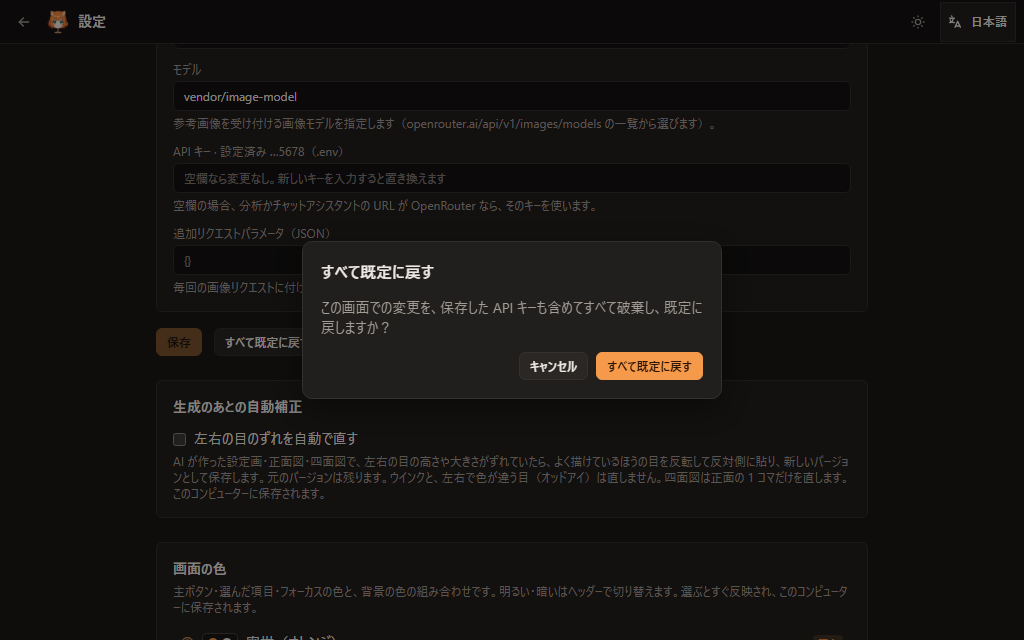 設定
日本語
モデル
vendor/image-model
参考画像を受け付ける画像モデルを指定します（openrouter.ai/api/v1/images/models の一覧から選びます）。
API キー · 設定済み ...5678（.env）
空欄なら変更なし。新しいキーを入力すると置き換えます
空欄の場合、分析かチャットアシスタントの URL が OpenRouter なら、そのキーを使います。
追加リクエストパラメータ（JSON）
{}
毎回の画像リクエストに付け
すべて既定に戻す
この画面での変更を、保存した API キーも含めてすべて破棄し、既定に
戻しますか？
キャンセル
すべて既定に戻す
保存
すべて既定に戻す
生成のあとの自動補正
左右の目のずれを自動で直す
AI が作った設定画・正面図・四面図で、左右の目の高さや大きさがずれていたら、よく描けているほうの目を反転して反対側に貼り、新しいバージョ
ンとして保存します。元のバージョンは残ります。ウインクと、左右で色が違う目（オッドアイ）は直しません。四面図は正面の 1 コマだけを直します。
このコンピューターに保存されます。
画面の色
主ボタン・選んだ項目・フォーカスの色と、背景の色の組み合わせです。明るい・暗いはヘッダーで切り替えます。選ぶとすぐ反映され、このコンピュータ
ーに保存されます。